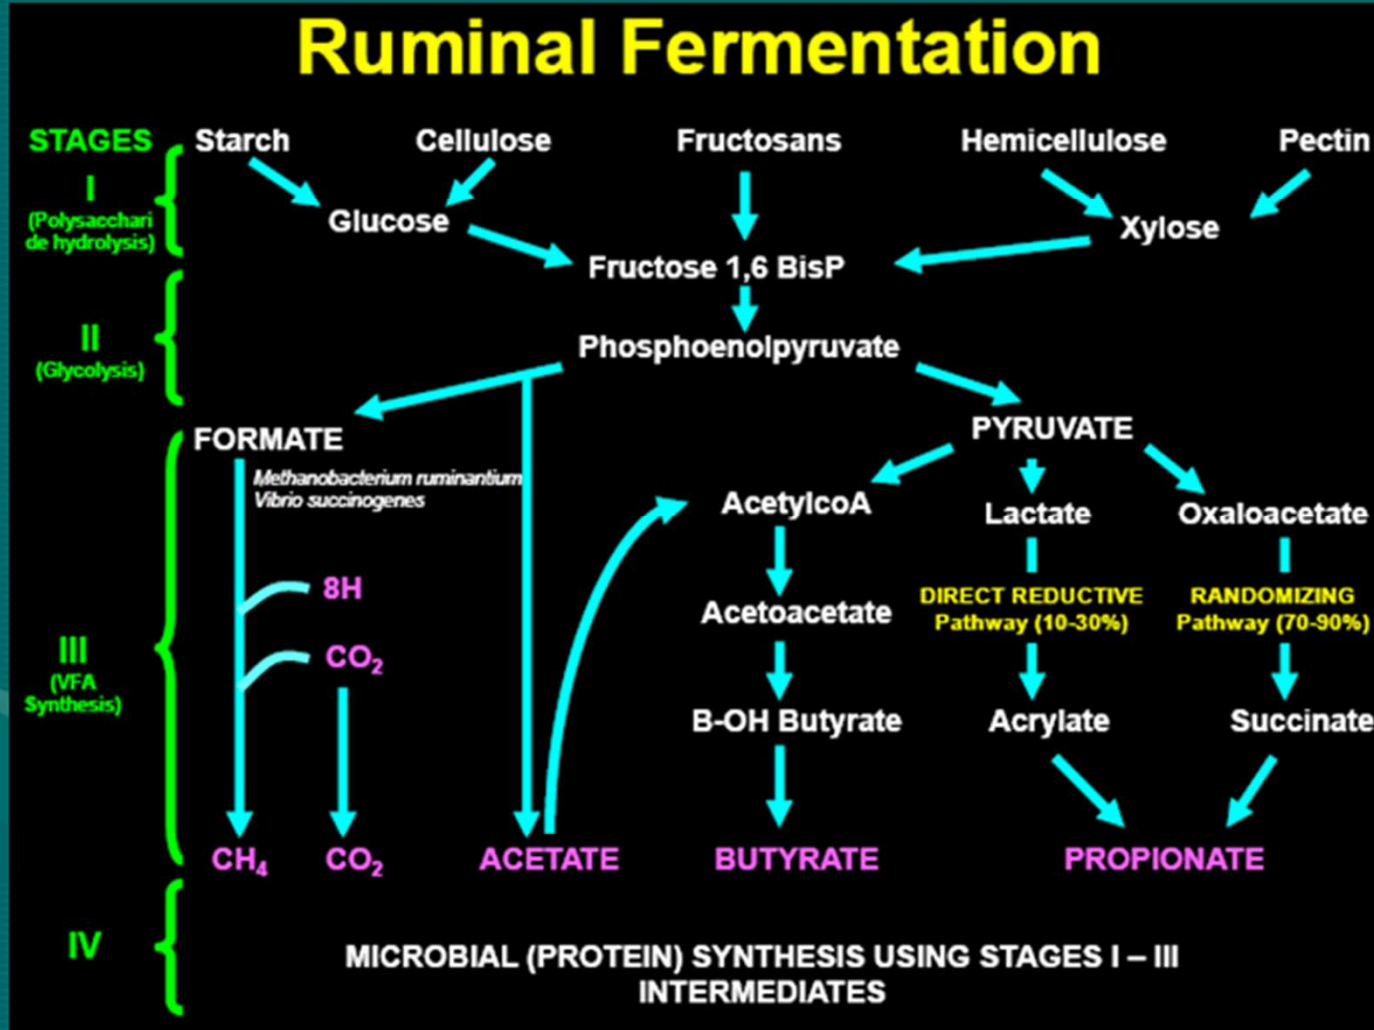 Ruminal Fermentation
STAGES
Starch
Cellulose
Fructosans
Hemicellulose
Pectin
I
(Polysacchari
de hydrolysis)
Glucose
Xylose
Fructose 1,6 BisP
II
(Glycolysis)
Phosphoenolpyruvate
FORMATE
PYRUVATE
Methanobacterium ruminantium
Vibrio succinogenes
AcetylcoA
Lactate
Oxaloacetate
8H
Acetoacetate
DIRECT REDUCTIVE
Pathway (10-30%)
RANDOMIZING
Pathway (70-90%)
III
(VFA
Synthesis)
CO₂
B-OH Butyrate
Acrylate
Succinate
CH₄
CO₂
ACETATE
BUTYRATE
PROPIONATE
IV
MICROBIAL (PROTEIN) SYNTHESIS USING STAGES I – III
INTERMEDIATES